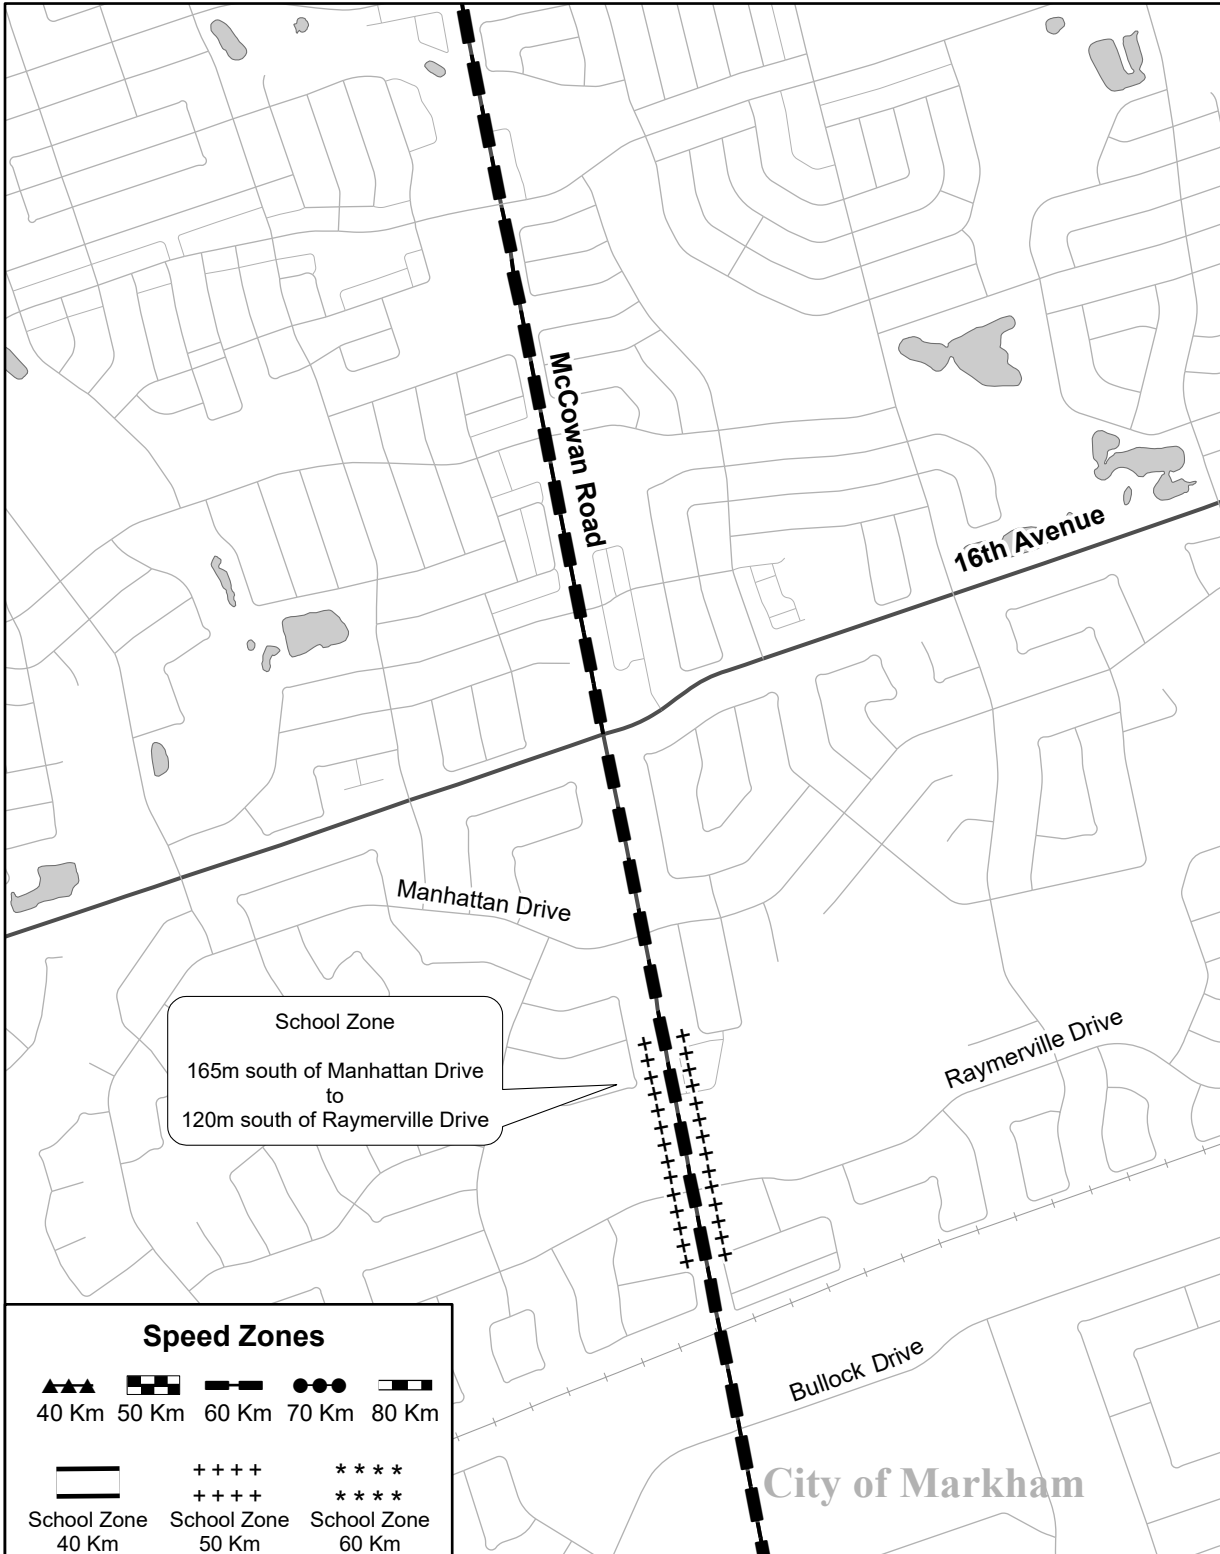 McCowan Road
16th Avenue
Manhattan Drive
School Zone
165m south of Manhattan Drive
to
120m south of Raymerville Drive
Raymerville Drive
Bullock Drive
City of Markham
Speed Zones
40 Km 50 Km 60 Km 70 Km 80 Km
School Zone School Zone School Zone
40 Km 50 Km 60 Km